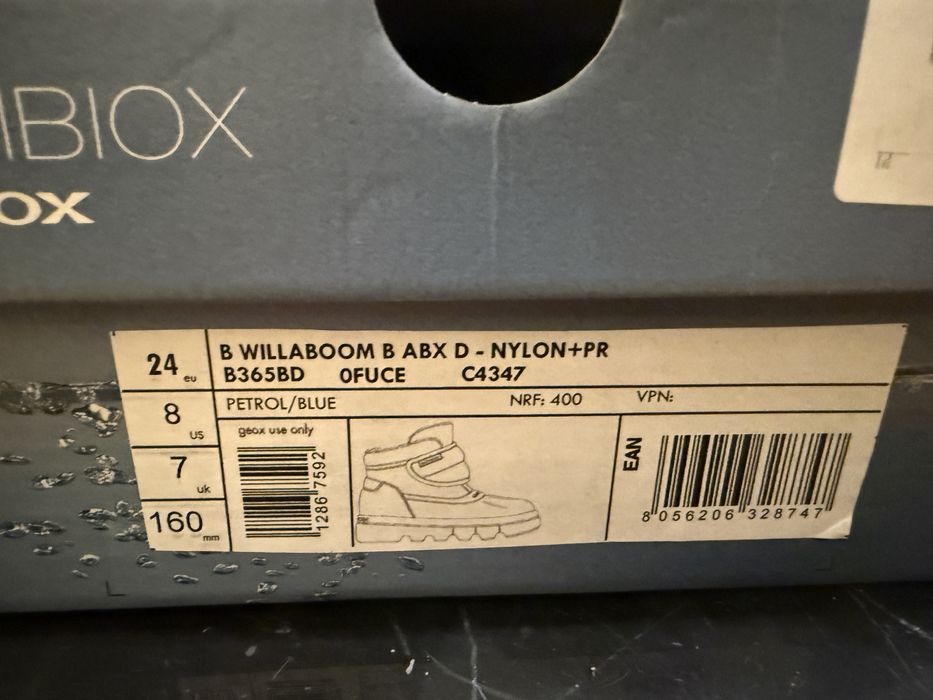 IBIOX
OX
24 eu
B WILLABOOM B ABX D - NYLON+PR
B365BD 0FUCE C4347
8 US
PETROL/BLUE NRF: 400 VPN:
7 uk
geox use only
1286 7592
EAN
160 mm
8 056206 328747